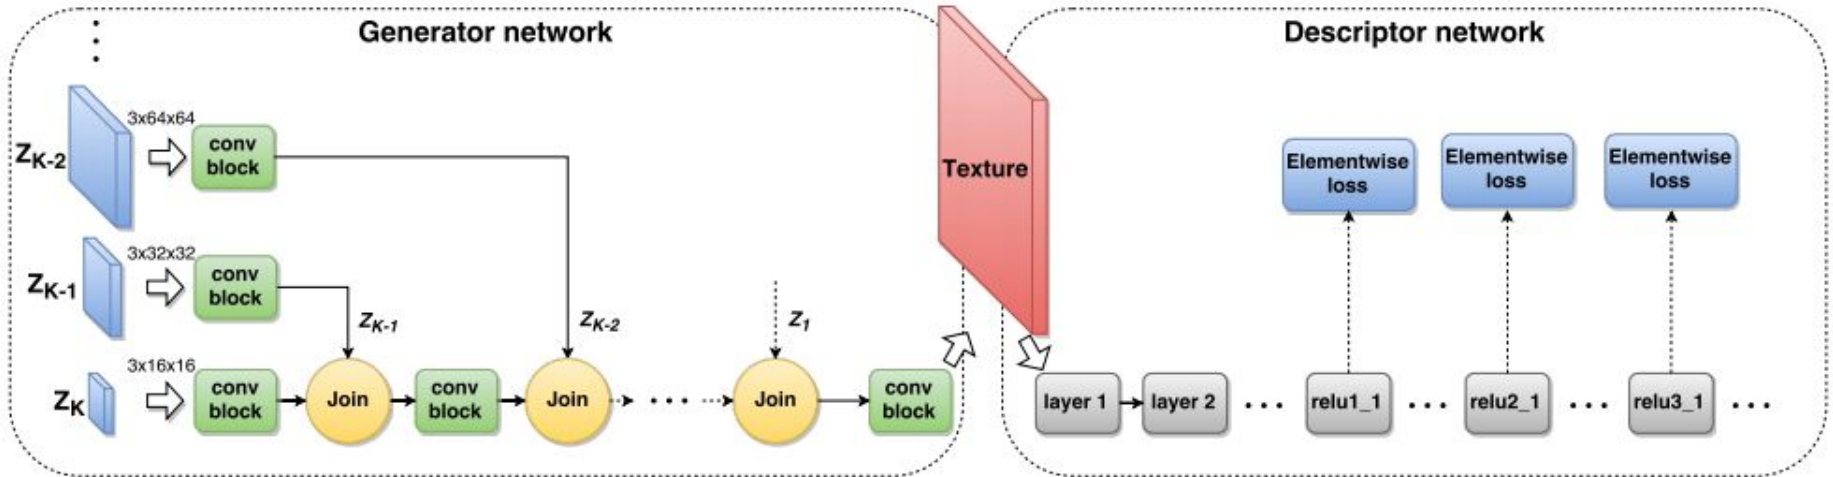 Generator network
Descriptor network
3x64x64
Z_{K-2}
conv
block
Texture
Elementwise
loss
Elementwise
loss
Elementwise
loss
3x32x32
Z_{K-1}
conv
block
Z_{K-1}
Z_{K-2}
Z_1
3x16x16
Z_K
conv
block
Join
conv
block
Join
...
Join
conv
block
layer 1
layer 2
...
relu1_1
...
relu2_1
...
relu3_1
...